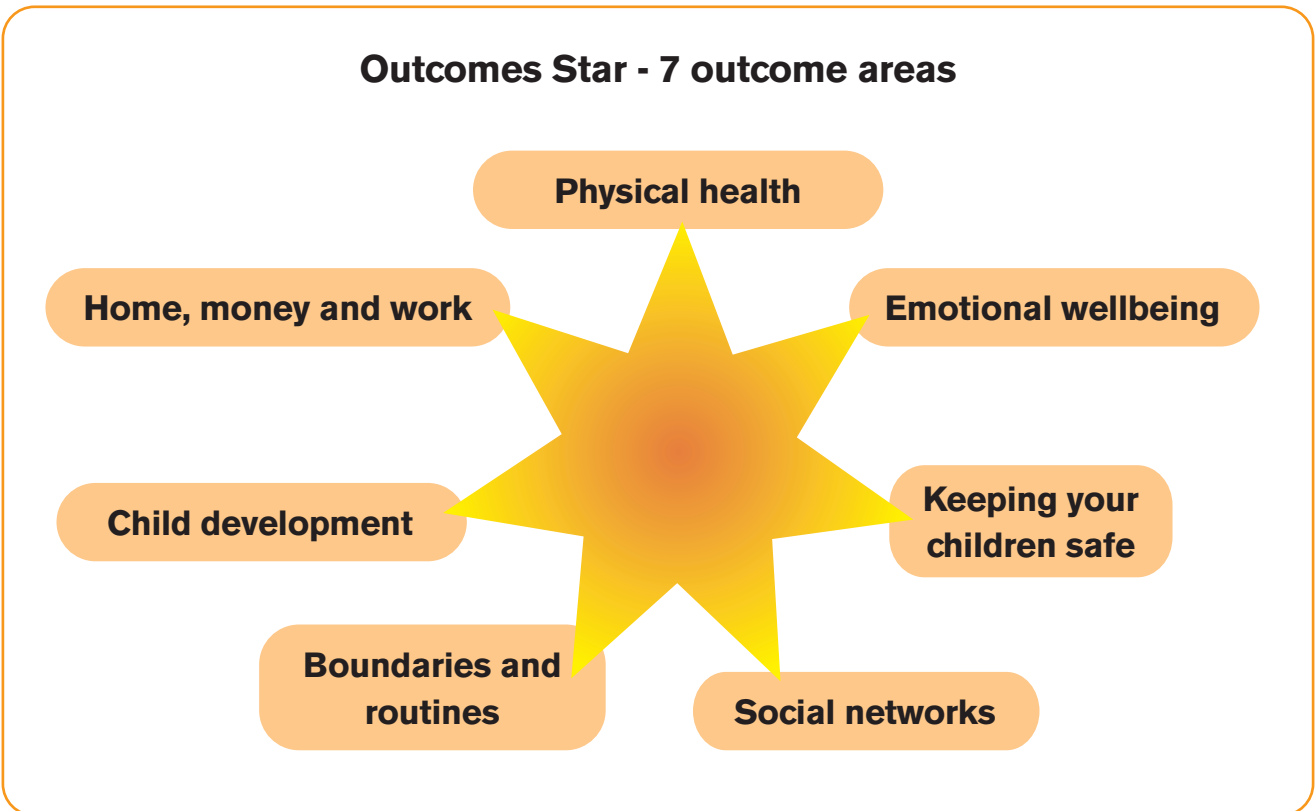 Outcomes Star - 7 outcome areas
Physical health
Home, money and work
Emotional wellbeing
Child development
Keeping your
children safe
Boundaries and
routines
Social networks